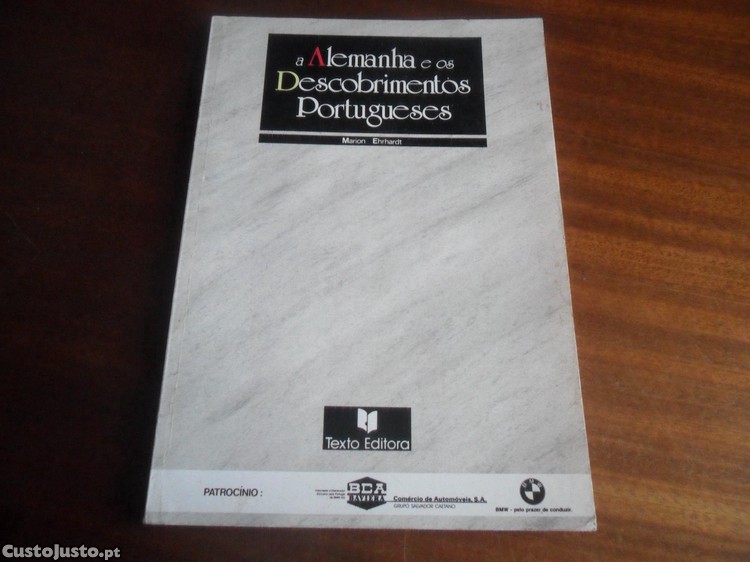 a Alemanha e os
Descobrimentos
Portugueses
Marion Ehrhardt
Texto Editora
PATROCÍNIO :
BCA
BAVIERA
Comércio de Automóveis, S.A.
GRUPO SALVADOR CAETANO
BMW - pelo prazer de conduzir.
CustoJusto.pt